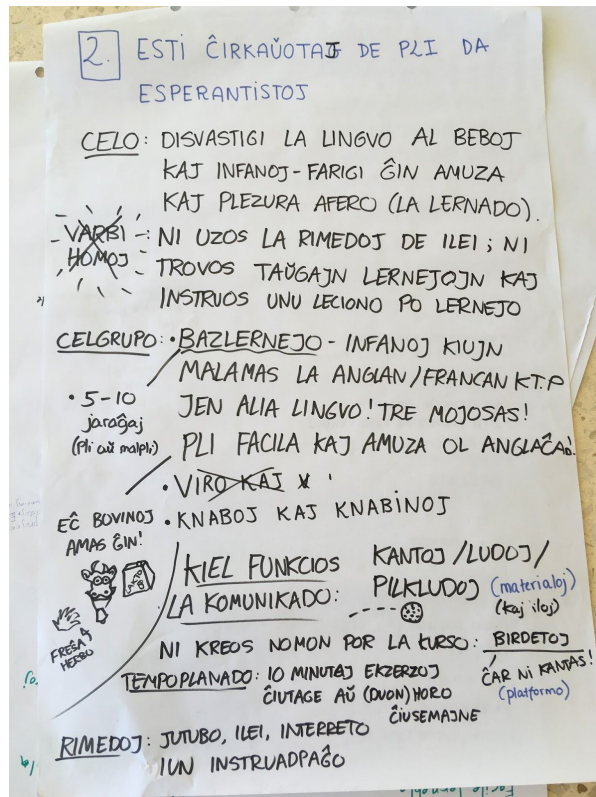 2. ESTI ĈIRKAŬOTAJ DE PLI DA
ESPERANTISTOJ
CELO: DISVASTIGI LA LINGVO AL BEBOJ
KAJ INFANOJ - FARIGI ĜIN AMUZA
KAJ PLEZURA AFERO (LA LERNADO).
VARBI
HOMOJ
: NI UZOS LA RIMEDOJ DE ILEI; NI
TROVOS TAŬGAJN LERNEJOJN KAJ
INSTRUOS UNU LECIONO PO LERNEJO
CELGRUPO: • BAZLERNEJO - INFANOJ KIUJN
MALAMAS LA ANGLAN/FRANCAN K.T.P
JEN ALIA LINGVO! TRE MOJOSAS!
PLI FACILA KAJ AMUZA OL ANGLAĈAĴ!
• 5-10
jaraĝaj
(Pli aŭ malpli)
• VIRO KAJ
• KNABOJ KAJ KNABINOJ
EĈ BOVINOJ
AMAS ĜIN!
LAKTO
FREŜA
HERBO
KIEL FUNKCIOS
LA KOMUNIKADO:
KANTOJ/LUDOJ/
PILKLUDOJ (materialoj)
(kaj iloj)
NI KREOS NOMON POR LA KURSO: BIRDETOJ
ĈAR NI KANTAS!
(platformo)
TEMPOPLANADO: 10 MINUTAJ EKZERZOJ
ĈIUTAGE AŬ (DUON)HORO
ĈIUSEMAJNE
RIMEDOJ: JUTUBO, ILEI, INTERRETO
IUN INSTRUADPAĜO